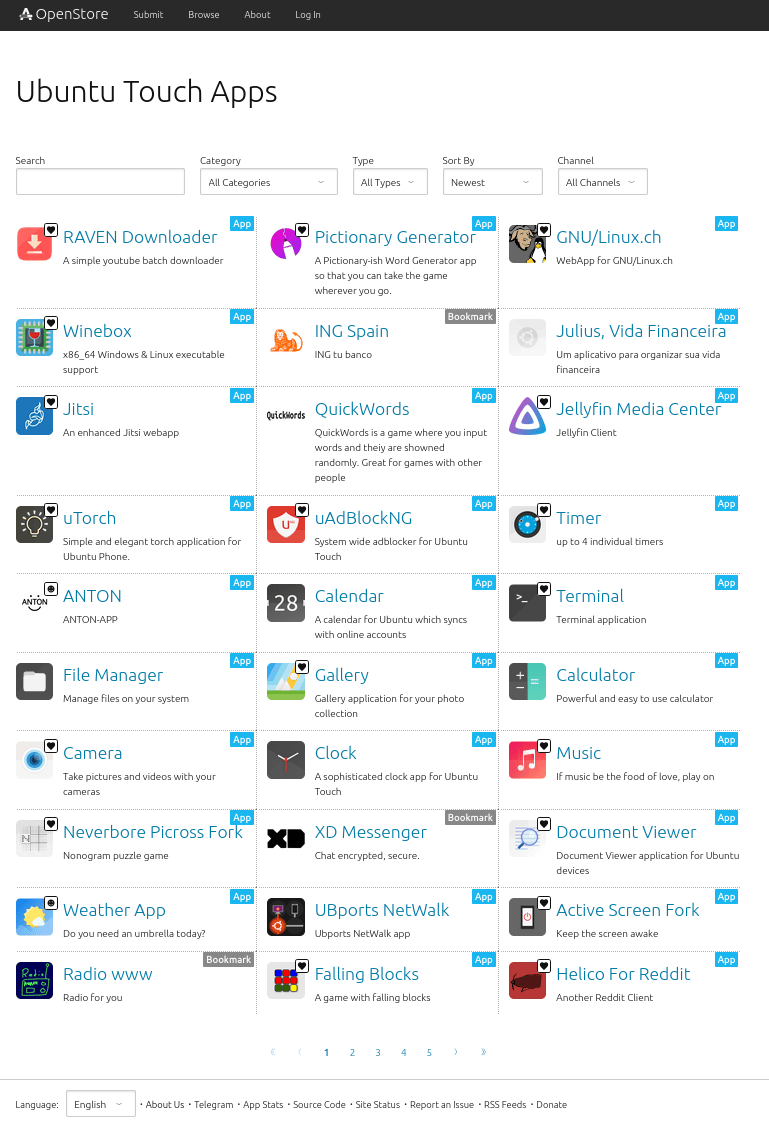 OpenStore Submit Browse About Log In
Ubuntu Touch Apps
Search Category Type Sort By Channel
All Categories All Types Newest All Channels
App
RAVEN Downloader
A simple youtube batch downloader
App
Pictionary Generator
A Pictionary-ish Word Generator app
so that you can take the game
wherever you go.
App
GNU/Linux.ch
WebApp for GNU/Linux.ch
App
Winebox
x86_64 Windows & Linux executable
support
Bookmark
ING Spain
ING tu banco
App
Julius, Vida Financeira
Um aplicativo para organizar sua vida
financeira
App
Jitsi
An enhanced Jitsi webapp
App
QuickWords
QuickWords
QuickWords is a game where you input
words and theiy are showned
randomly. Great for games with other
people
App
Jellyfin Media Center
Jellyfin Client
App
uTorch
Simple and elegant torch application for
Ubuntu Phone.
App
uAdBlockNG
System wide adblocker for Ubuntu
Touch
App
Timer
up to 4 individual timers
App
ANTON
ANTON
ANTON-APP
App
28
Calendar
A calendar for Ubuntu which syncs
with online accounts
App
>_
Terminal
Terminal application
App
File Manager
Manage files on your system
App
Gallery
Gallery application for your photo
collection
App
Calculator
Powerful and easy to use calculator
App
Camera
Take pictures and videos with your
cameras
App
Clock
A sophisticated clock app for Ubuntu
Touch
App
Music
If music be the food of love, play on
App
N
Neverbore Picross Fork
Nonogram puzzle game
Bookmark
XD
XD Messenger
Chat encrypted, secure.
App
Document Viewer
Document Viewer application for Ubuntu
devices
App
Weather App
Do you need an umbrella today?
App
UBports NetWalk
Ubports NetWalk app
App
Active Screen Fork
Keep the screen awake
Bookmark
Radio
Radio www
Radio for you
App
Falling Blocks
A game with falling blocks
App
Helico For Reddit
Another Reddit Client
« ‹ 1 2 3 4 5 › »
Language: English • About Us • Telegram • App Stats • Source Code • Site Status • Report an Issue • RSS Feeds • Donate